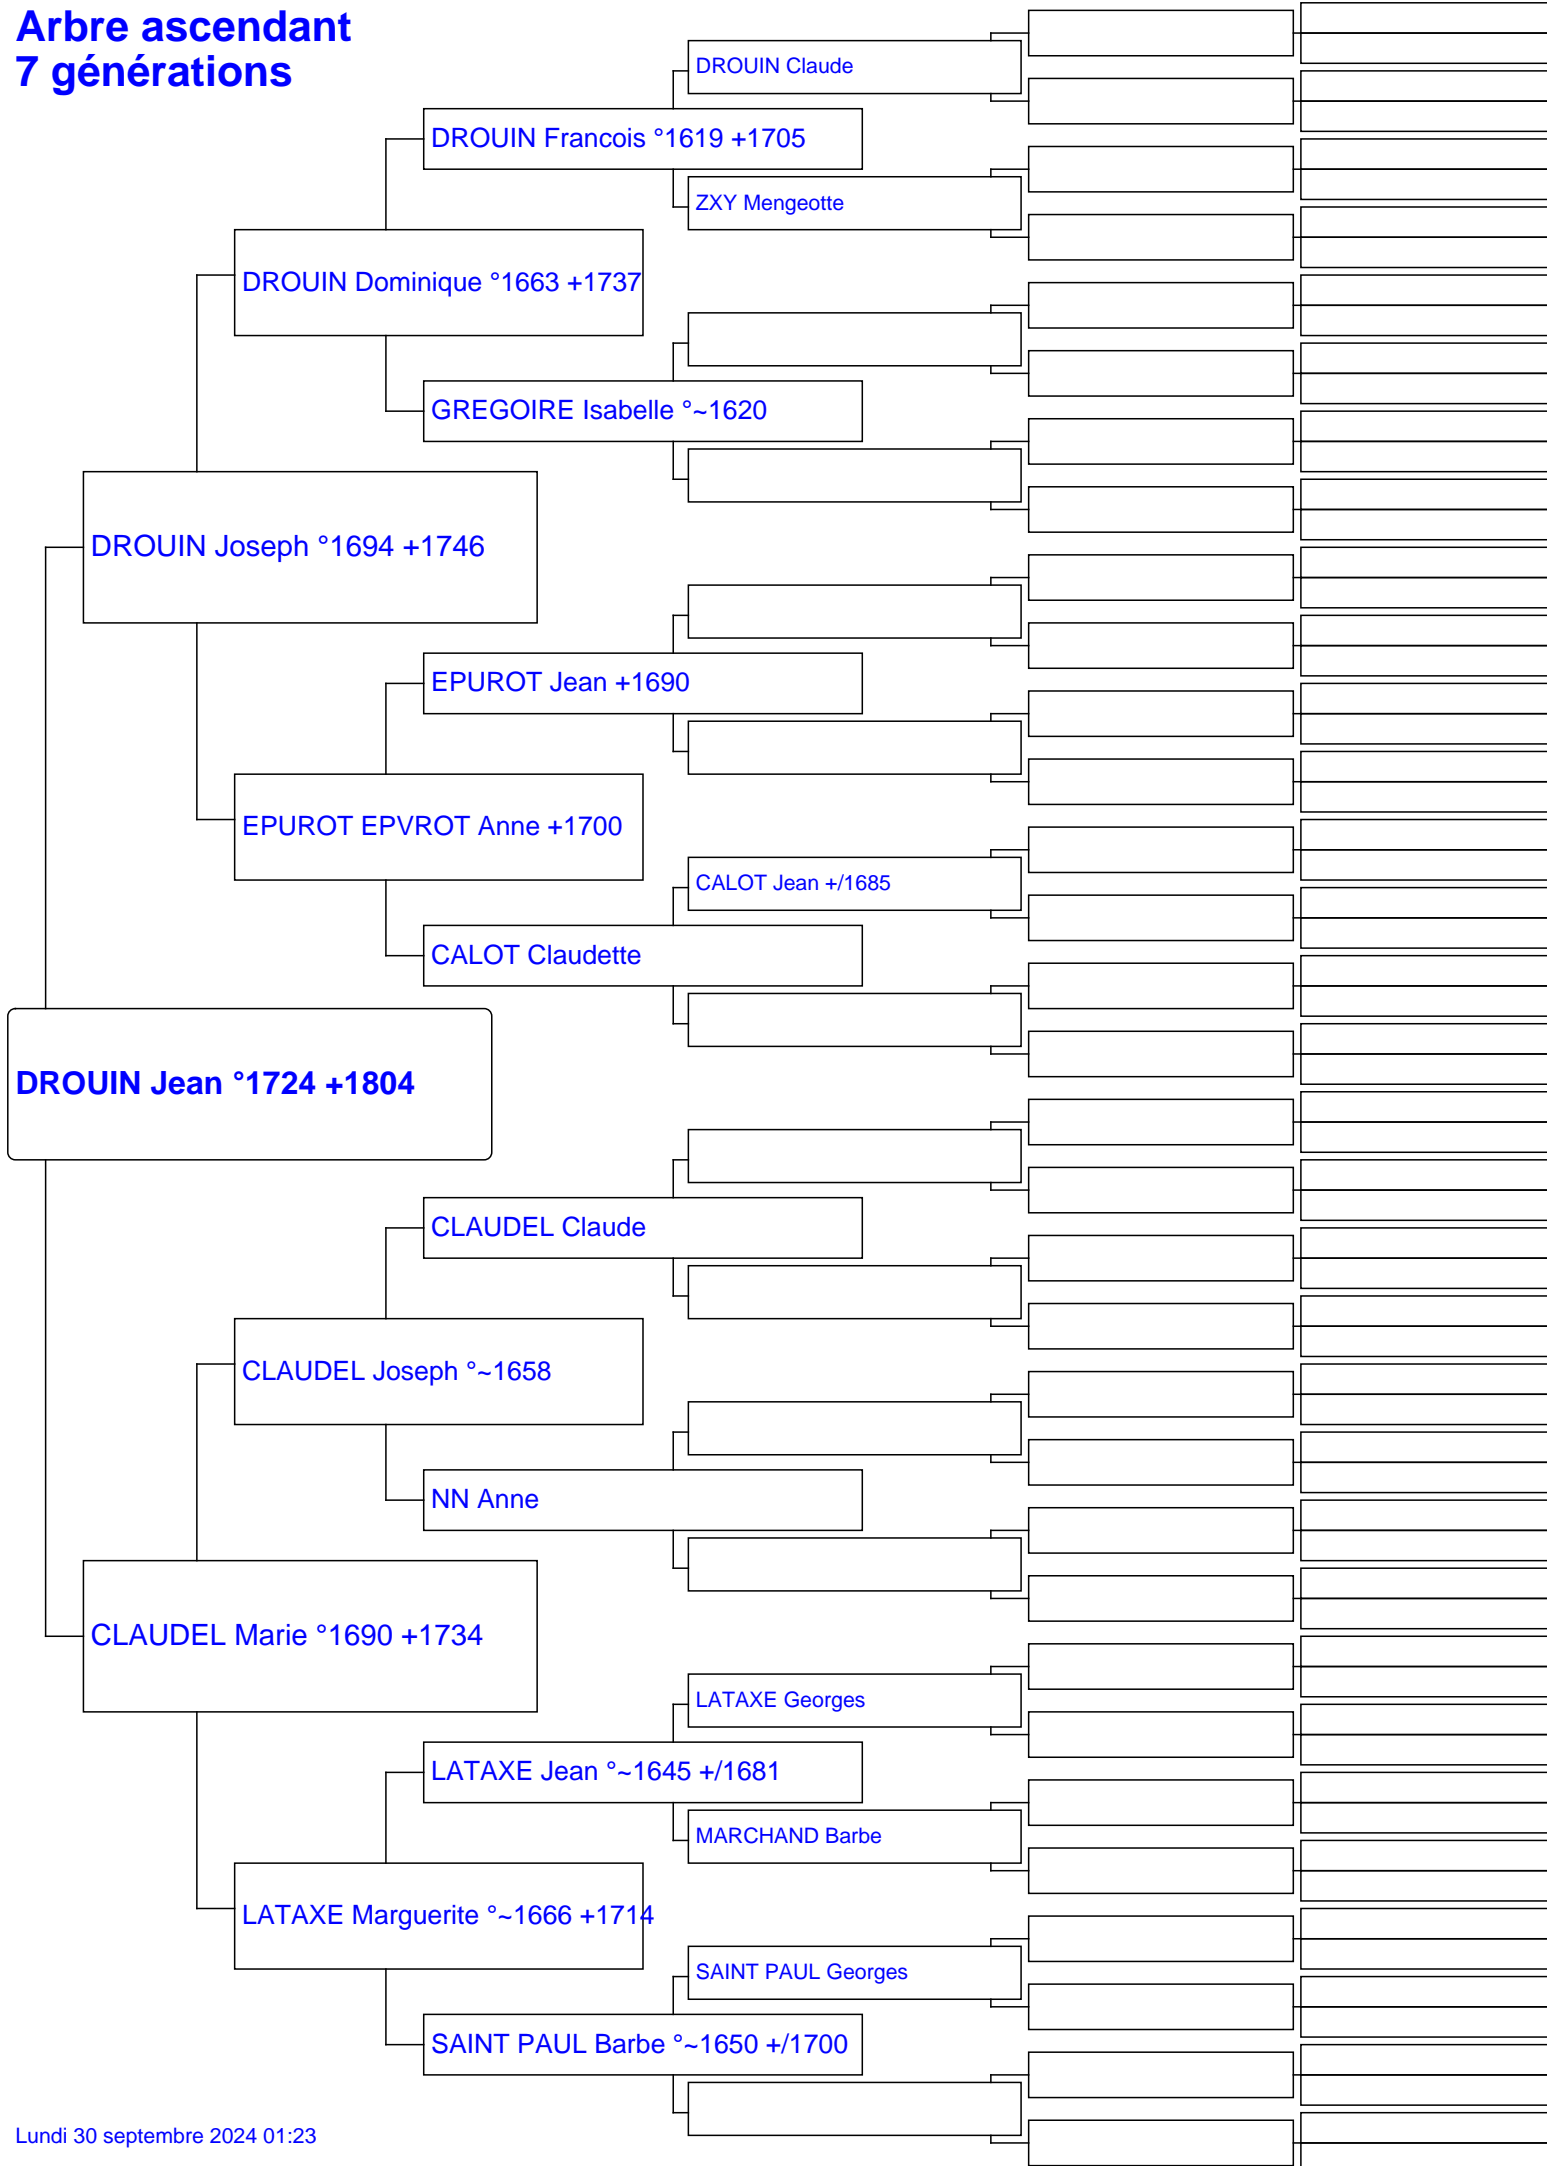 Arbre ascendant
7 générations
DROUIN Claude
DROUIN Francois °1619 +1705
ZXY Mengeotte
DROUIN Dominique °1663 +1737
GREGOIRE Isabelle °~1620
DROUIN Joseph °1694 +1746
EPUROT Jean +1690
EPUROT EPVROT Anne +1700
CALOT Jean +/1685
CALOT Claudette
DROUIN Jean °1724 +1804
CLAUDEL Claude
CLAUDEL Joseph °~1658
NN Anne
CLAUDEL Marie °1690 +1734
LATAXE Georges
LATAXE Jean °~1645 +/1681
MARCHAND Barbe
LATAXE Marguerite °~1666 +1714
SAINT PAUL Georges
SAINT PAUL Barbe °~1650 +/1700
Lundi 30 septembre 2024 01:23